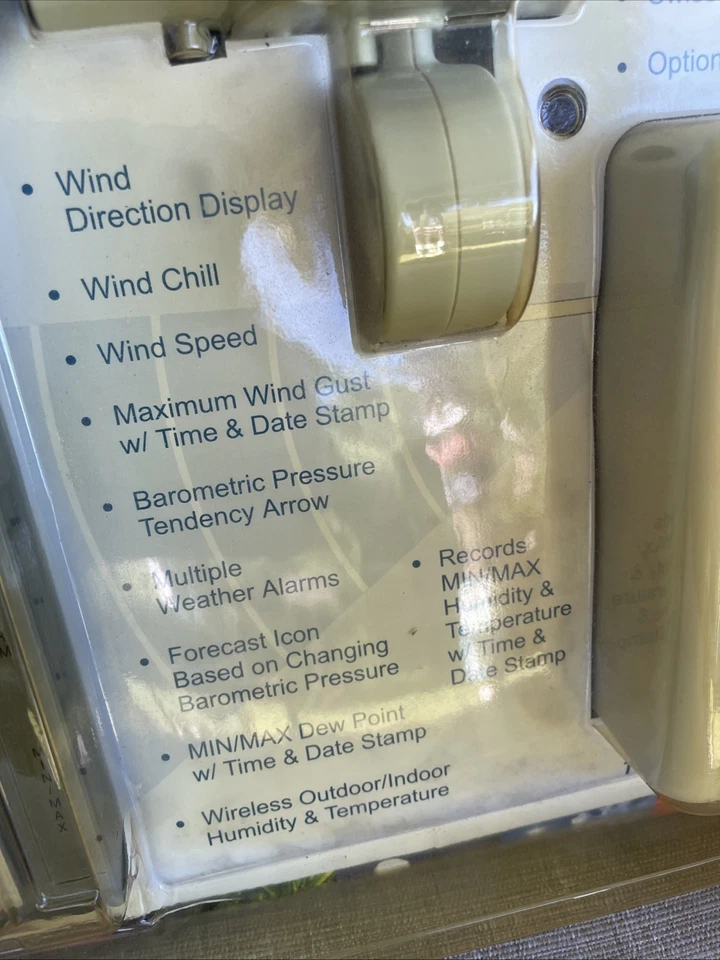 • Option
• Wind
Direction Display
• Wind Chill
• Wind Speed
• Maximum Wind Gust
w/ Time & Date Stamp
• Barometric Pressure
Tendency Arrow
• Multiple
Weather Alarms
• Forecast Icon
Based on Changing
Barometric Pressure
• MIN/MAX Dew Point
w/ Time & Date Stamp
• Wireless Outdoor/Indoor
Humidity & Temperature
• Records
MIN/MAX
Humidity &
Temperature
w/ Time &
Date Stamp
MIN/MAX